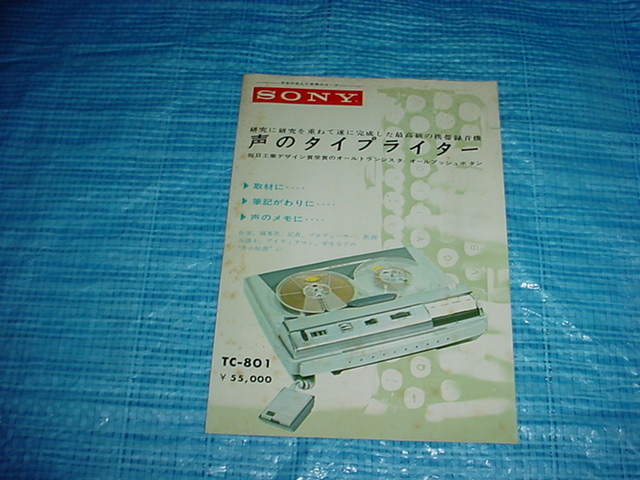 SONY
研究に研究を重ねて遂に完成した最高級の携帯録音機
声のタイプライター
毎日工業デザイン賞受賞のオールトランジスタ オールプッシュボタン
▶取材に‥‥
▶筆記がわりに‥‥
▶声のメモに‥‥
TC-801
¥55,000